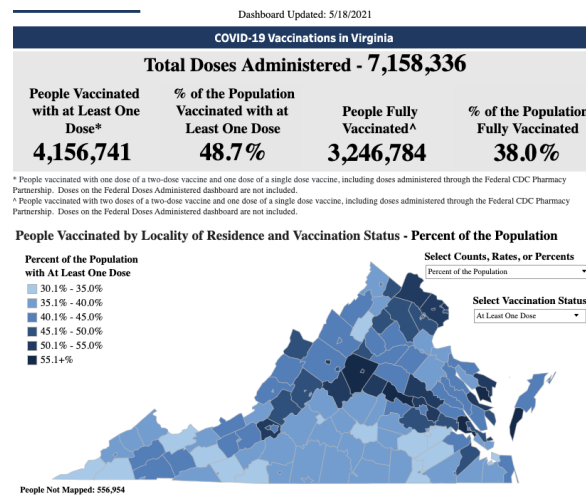 Dashboard Updated: 5/18/2021
COVID-19 Vaccinations in Virginia
Total Doses Administered - 7,158,336
People Vaccinated
with at Least One
Dose*
4,156,741
% of the Population
Vaccinated with at
Least One Dose
48.7%
People Fully
Vaccinated^
3,246,784
% of the Population
Fully Vaccinated
38.0%
* People vaccinated with one dose of a two-dose vaccine and one dose of a single dose vaccine, including doses administered through the Federal CDC Pharmacy
Partnership. Doses on the Federal Doses Administered dashboard are not included.
^ People vaccinated with two doses of a two-dose vaccine and one dose of a single dose vaccine, including doses administered through the Federal CDC Pharmacy
Partnership. Doses on the Federal Doses Administered dashboard are not included.
People Vaccinated by Locality of Residence and Vaccination Status - Percent of the Population
Percent of the Population
with At Least One Dose
30.1% - 35.0%
35.1% - 40.0%
40.1% - 45.0%
45.1% - 50.0%
50.1% - 55.0%
55.1+%
Select Counts, Rates, or Percents
Percent of the Population
Select Vaccination Status
At Least One Dose
People Not Mapped: 556,954